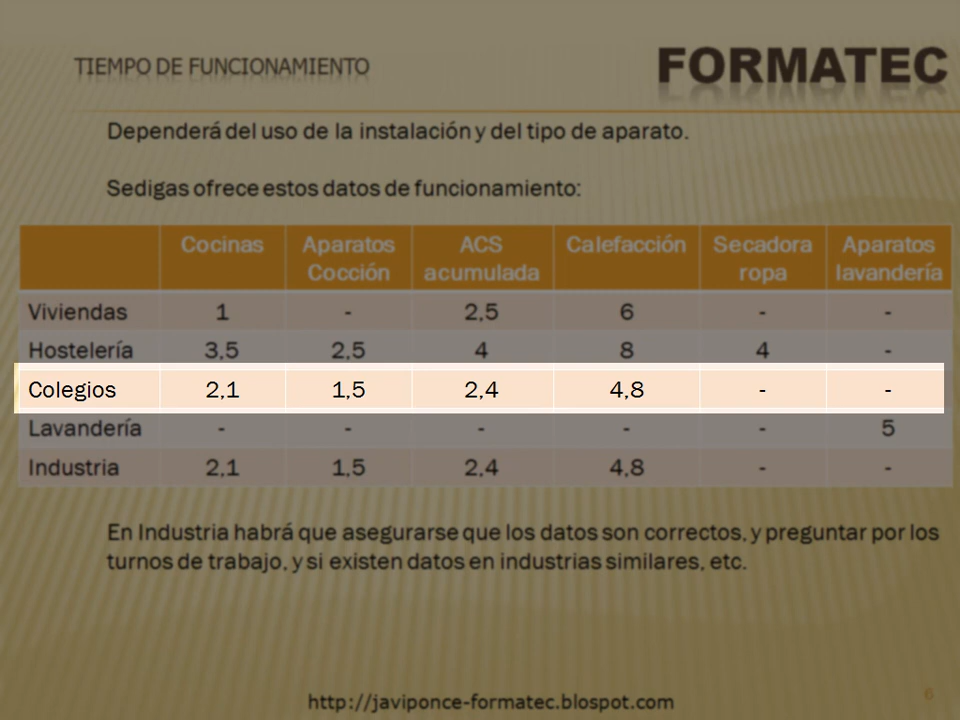 TIEMPO DE FUNCIONAMIENTO
FORMATEC
Dependerá del uso de la instalación y del tipo de aparato.
Sedigas ofrece estos datos de funcionamiento:
Cocinas Aparatos Cocción ACS acumulada Calefacción Secadora ropa Aparatos lavandería
Viviendas 1 - 2,5 6 - -
Hostelería 3,5 2,5 4 8 4 -
Colegios 2,1 1,5 2,4 4,8 - -
Lavandería - - - - - 5
Industria 2,1 1,5 2,4 4,8 - -
En Industria habrá que asegurarse que los datos son correctos, y preguntar por los
turnos de trabajo, y si existen datos en industrias similares, etc.
http://javiponce-formatec.blospot.com
6